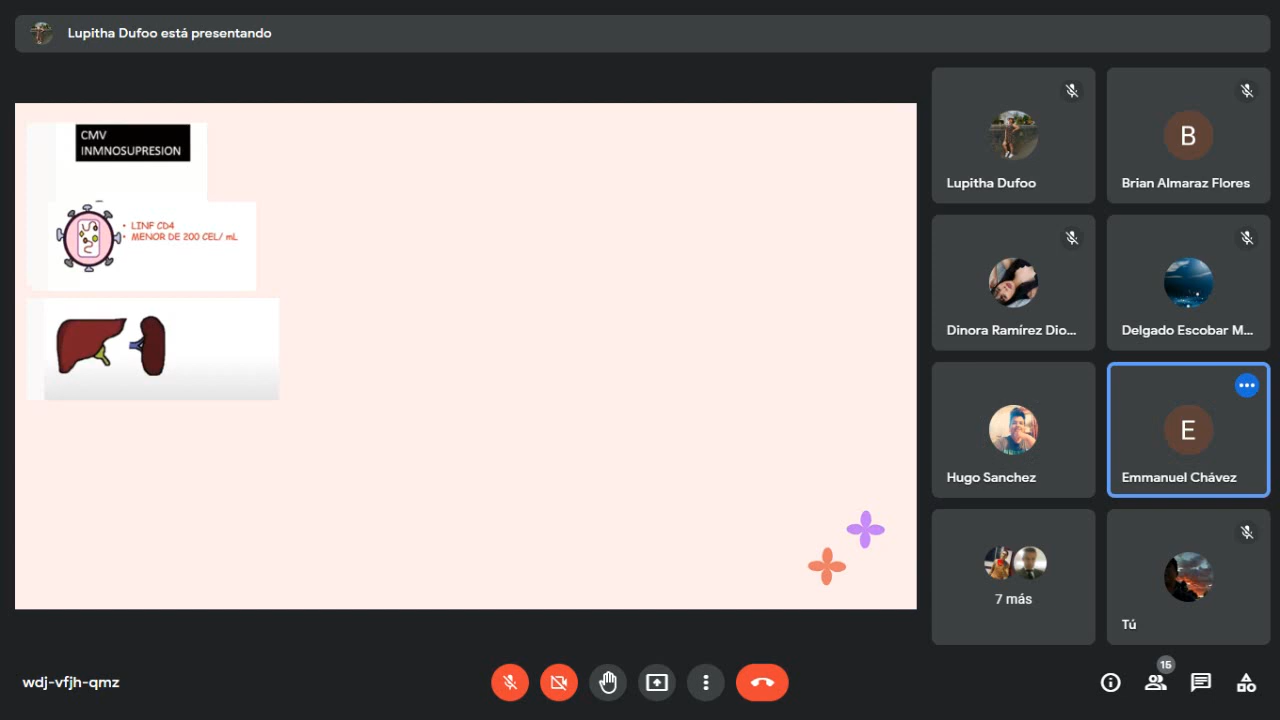 Lupitha Dufoo está presentando
CMV
INMNOSUPRESION
• LINF CD4
• MENOR DE 200 CEL/ mL
Lupitha Dufoo
B
Brian Almaraz Flores
Dinora Ramírez Dio...
Delgado Escobar M...
Hugo Sanchez
E
Emmanuel Chávez
7 más
Tú
wdj-vfjh-qmz
15